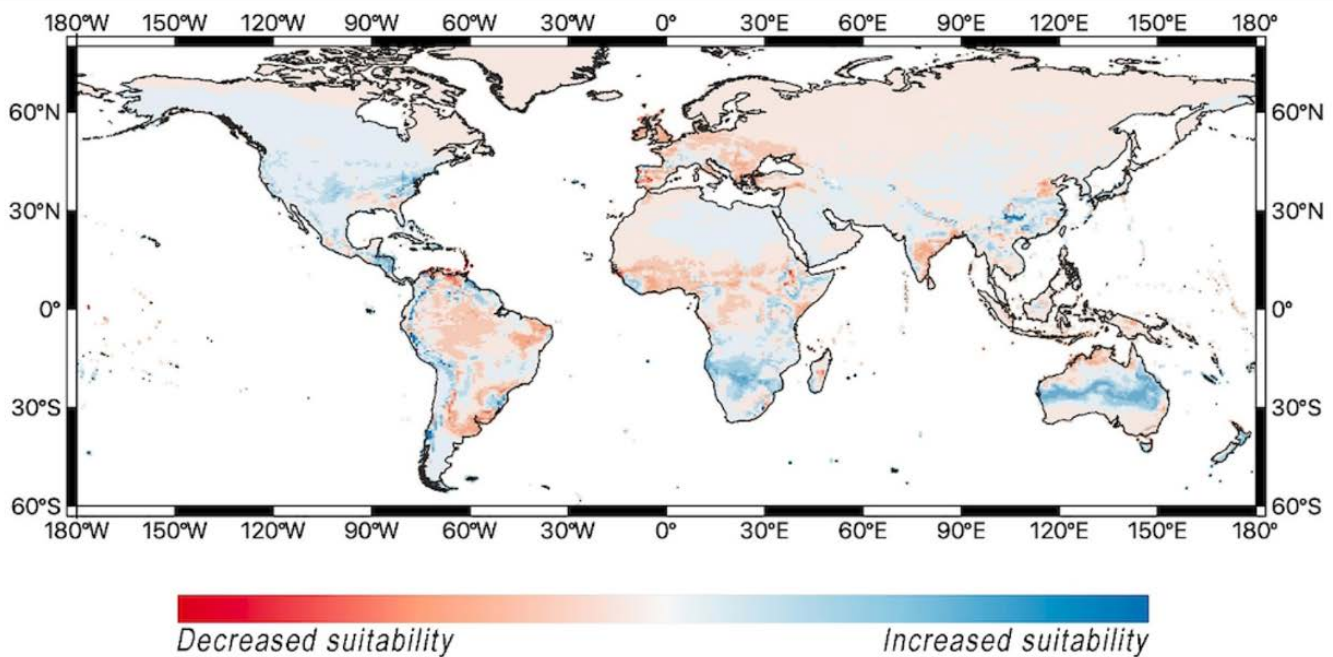 180°W 150°W 120°W 90°W 60°W 30°W 0° 30°E 60°E 90°E 120°E 150°E 180°
60°N 60°N
30°N 30°N
0° 0°
30°S 30°S
60°S 60°S
180°W 150°W 120°W 90°W 60°W 30°W 0° 30°E 60°E 90°E 120°E 150°E 180°
Decreased suitability Increased suitability